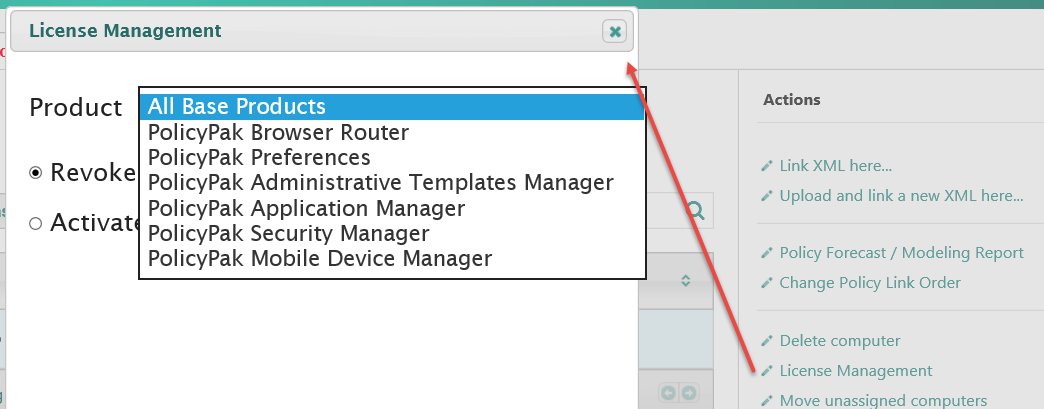 License Management
Product
All Base Products
PolicyPak Browser Router
PolicyPak Preferences
PolicyPak Administrative Templates Manager
PolicyPak Application Manager
PolicyPak Security Manager
PolicyPak Mobile Device Manager
Revoke
Activate
Actions
Link XML here...
Upload and link a new XML here...
Policy Forecast / Modeling Report
Change Policy Link Order
Delete computer
License Management
Move unassigned computers